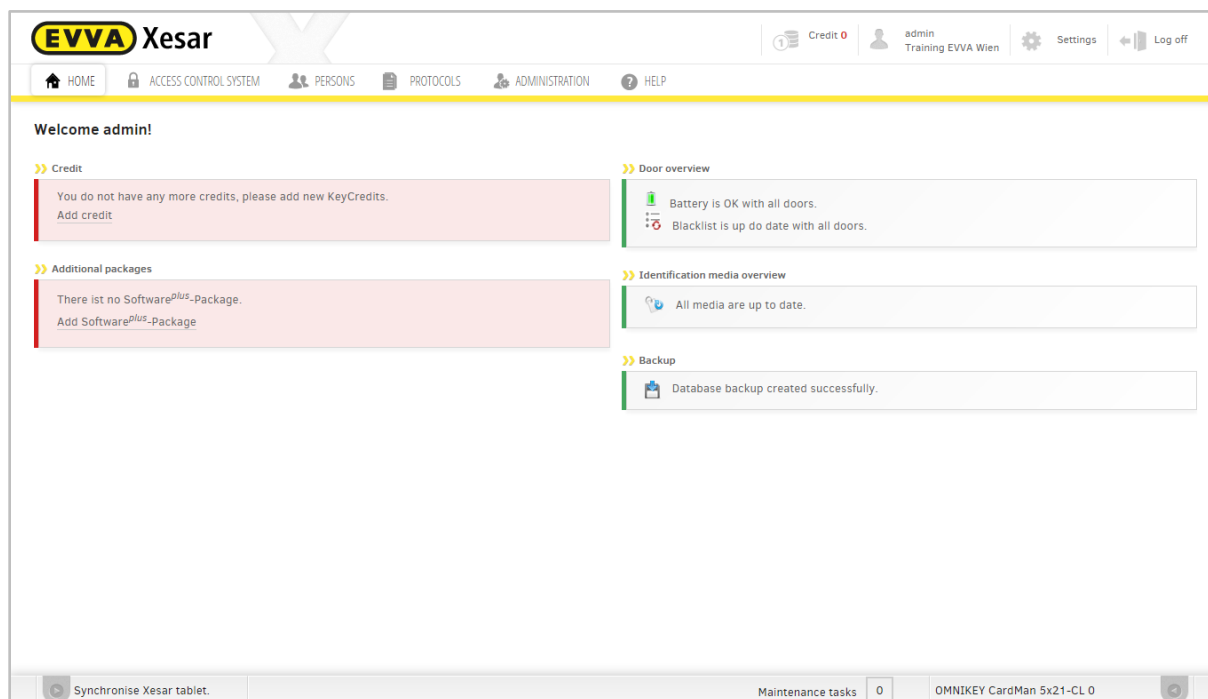 EVVA Xesar
Credit 0
admin
Training EVVA Wien
Settings
Log off
HOME
ACCESS CONTROL SYSTEM
PERSONS
PROTOCOLS
ADMINISTRATION
HELP
Welcome admin!
Credit
You do not have any more credits, please add new KeyCredits.
Add credit
Additional packages
There ist no Softwareplus-Package.
Add Softwareplus-Package
Door overview
Battery is OK with all doors.
Blacklist is up do date with all doors.
Identification media overview
All media are up to date.
Backup
Database backup created successfully.
Synchronise Xesar tablet.
Maintenance tasks 0
OMNIKEY CardMan 5x21-CL 0